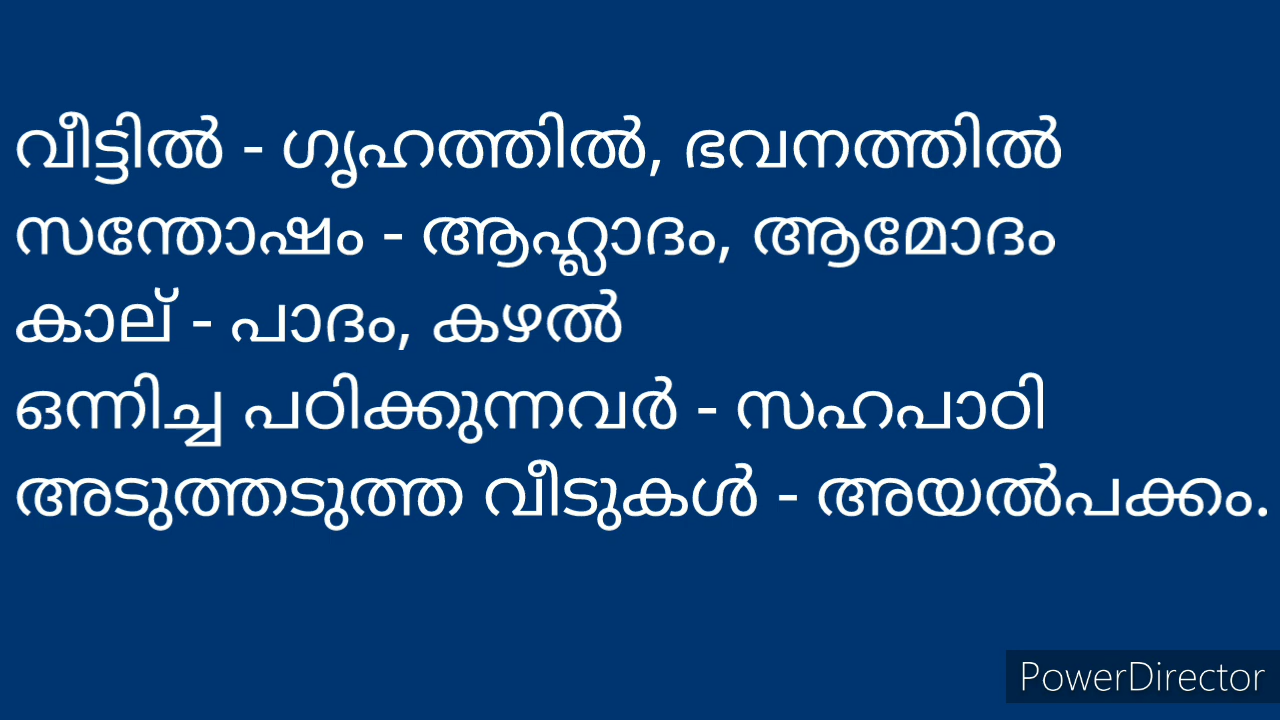 വീട്ടിൽ - ഗൃഹത്തിൽ, ഭവനത്തിൽ
സന്തോഷം - ആഹ്ലാദം, ആമോദം
കാല് - പാദം, കഴൽ
ഒന്നിച്ച പഠിക്കുന്നവർ - സഹപാഠി
അടുത്തടുത്ത വീടുകൾ - അയൽപക്കം.
PowerDirector